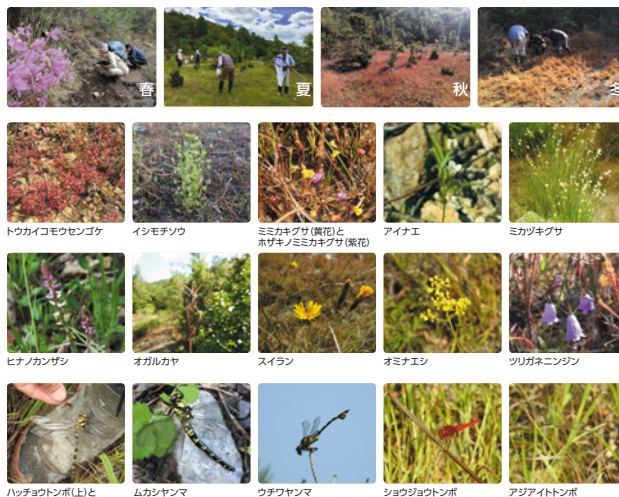 春
夏
秋
冬
トウカイコモウセンゴケ
イシモチソウ
ミミカキグサ(黄花)と
ホザキノミミカキグサ(紫花)
アイナエ
ミカヅキグサ
ヒナノカンザシ
オガルカヤ
スイラン
オミナエシ
ツリガネニンジン
ハッチョウトンボ(上)と
ムカシヤンマ
ウチワヤンマ
ショウジョウトンボ
アジアイトトンボ